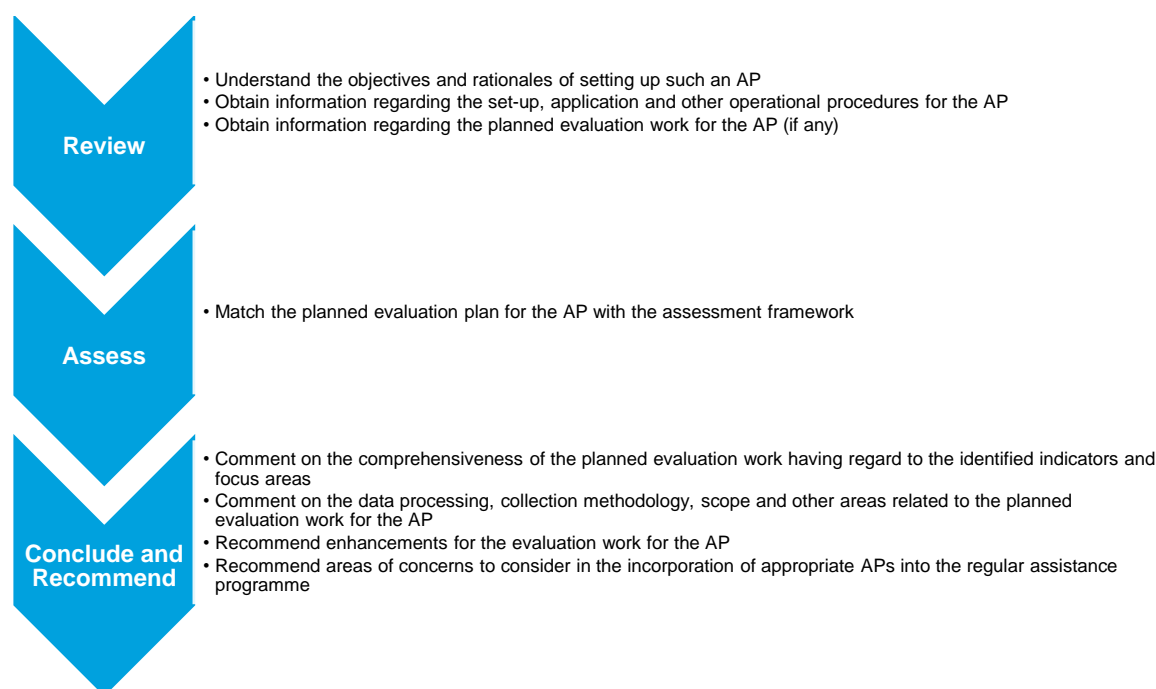 • Understand the objectives and rationales of setting up such an AP
• Obtain information regarding the set-up, application and other operational procedures for the AP
• Obtain information regarding the planned evaluation work for the AP (if any)
Review
• Match the planned evaluation plan for the AP with the assessment framework
Assess
• Comment on the comprehensiveness of the planned evaluation work having regard to the identified indicators and
focus areas
• Comment on the data processing, collection methodology, scope and other areas related to the planned
evaluation work for the AP
• Recommend enhancements for the evaluation work for the AP
• Recommend areas of concerns to consider in the incorporation of appropriate APs into the regular assistance
programme
Conclude and
Recommend